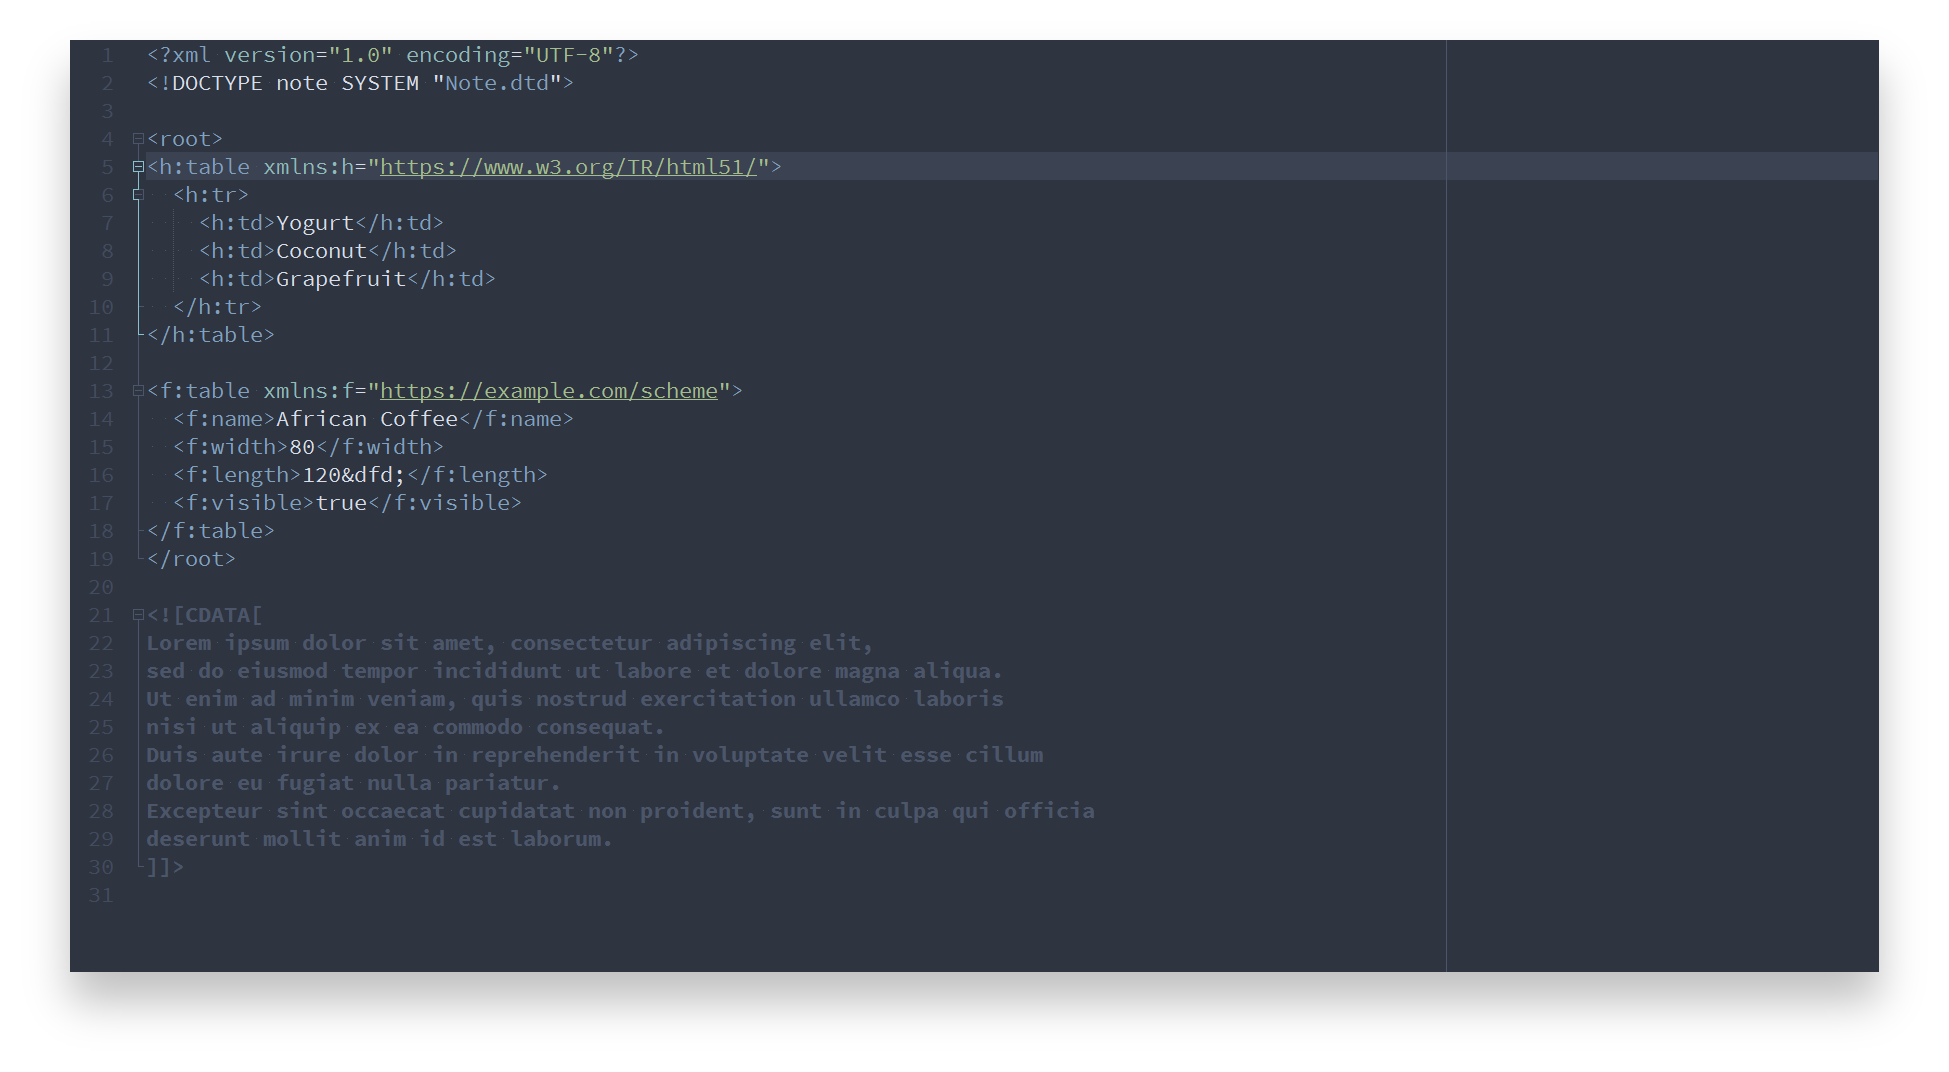 1 <?xml version="1.0" encoding="UTF-8"?>
2 <!DOCTYPE note SYSTEM "Note.dtd">
3
4 <root>
5 <h:table xmlns:h="https://www.w3.org/TR/html51/">
6   <h:tr>
7     <h:td>Yogurt</h:td>
8     <h:td>Coconut</h:td>
9     <h:td>Grapefruit</h:td>
10   </h:tr>
11 </h:table>
12
13 <f:table xmlns:f="https://example.com/scheme">
14   <f:name>African Coffee</f:name>
15   <f:width>80</f:width>
16   <f:length>120&dfd;</f:length>
17   <f:visible>true</f:visible>
18 </f:table>
19 </root>
20
21 <![CDATA[
22 Lorem ipsum dolor sit amet, consectetur adipiscing elit,
23 sed do eiusmod tempor incididunt ut labore et dolore magna aliqua.
24 Ut enim ad minim veniam, quis nostrud exercitation ullamco laboris
25 nisi ut aliquip ex ea commodo consequat.
26 Duis aute irure dolor in reprehenderit in voluptate velit esse cillum
27 dolore eu fugiat nulla pariatur.
28 Excepteur sint occaecat cupidatat non proident, sunt in culpa qui officia
29 deserunt mollit anim id est laborum.
30 ]]>
31